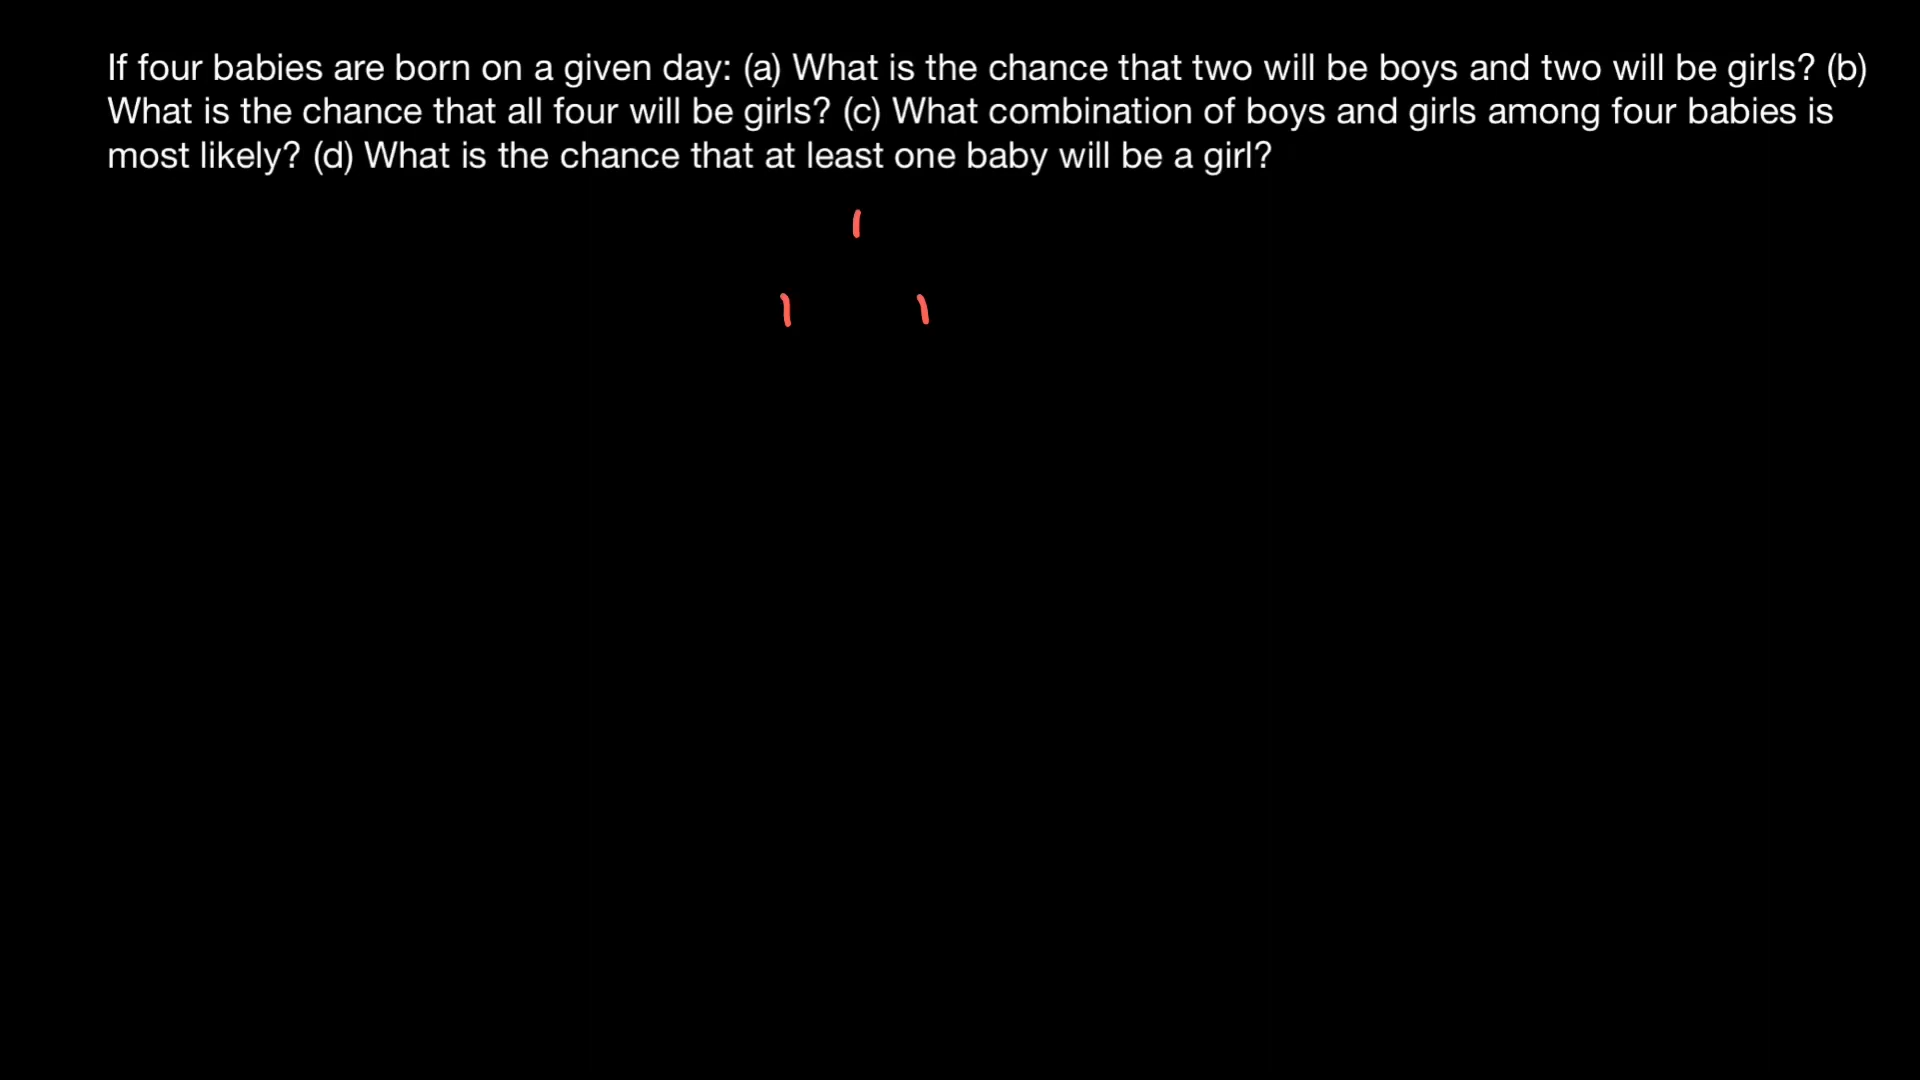 If four babies are born on a given day: (a) What is the chance that two will be boys and two will be girls? (b)
What is the chance that all four will be girls? (c) What combination of boys and girls among four babies is
most likely? (d) What is the chance that at least one baby will be a girl?
1
1 1